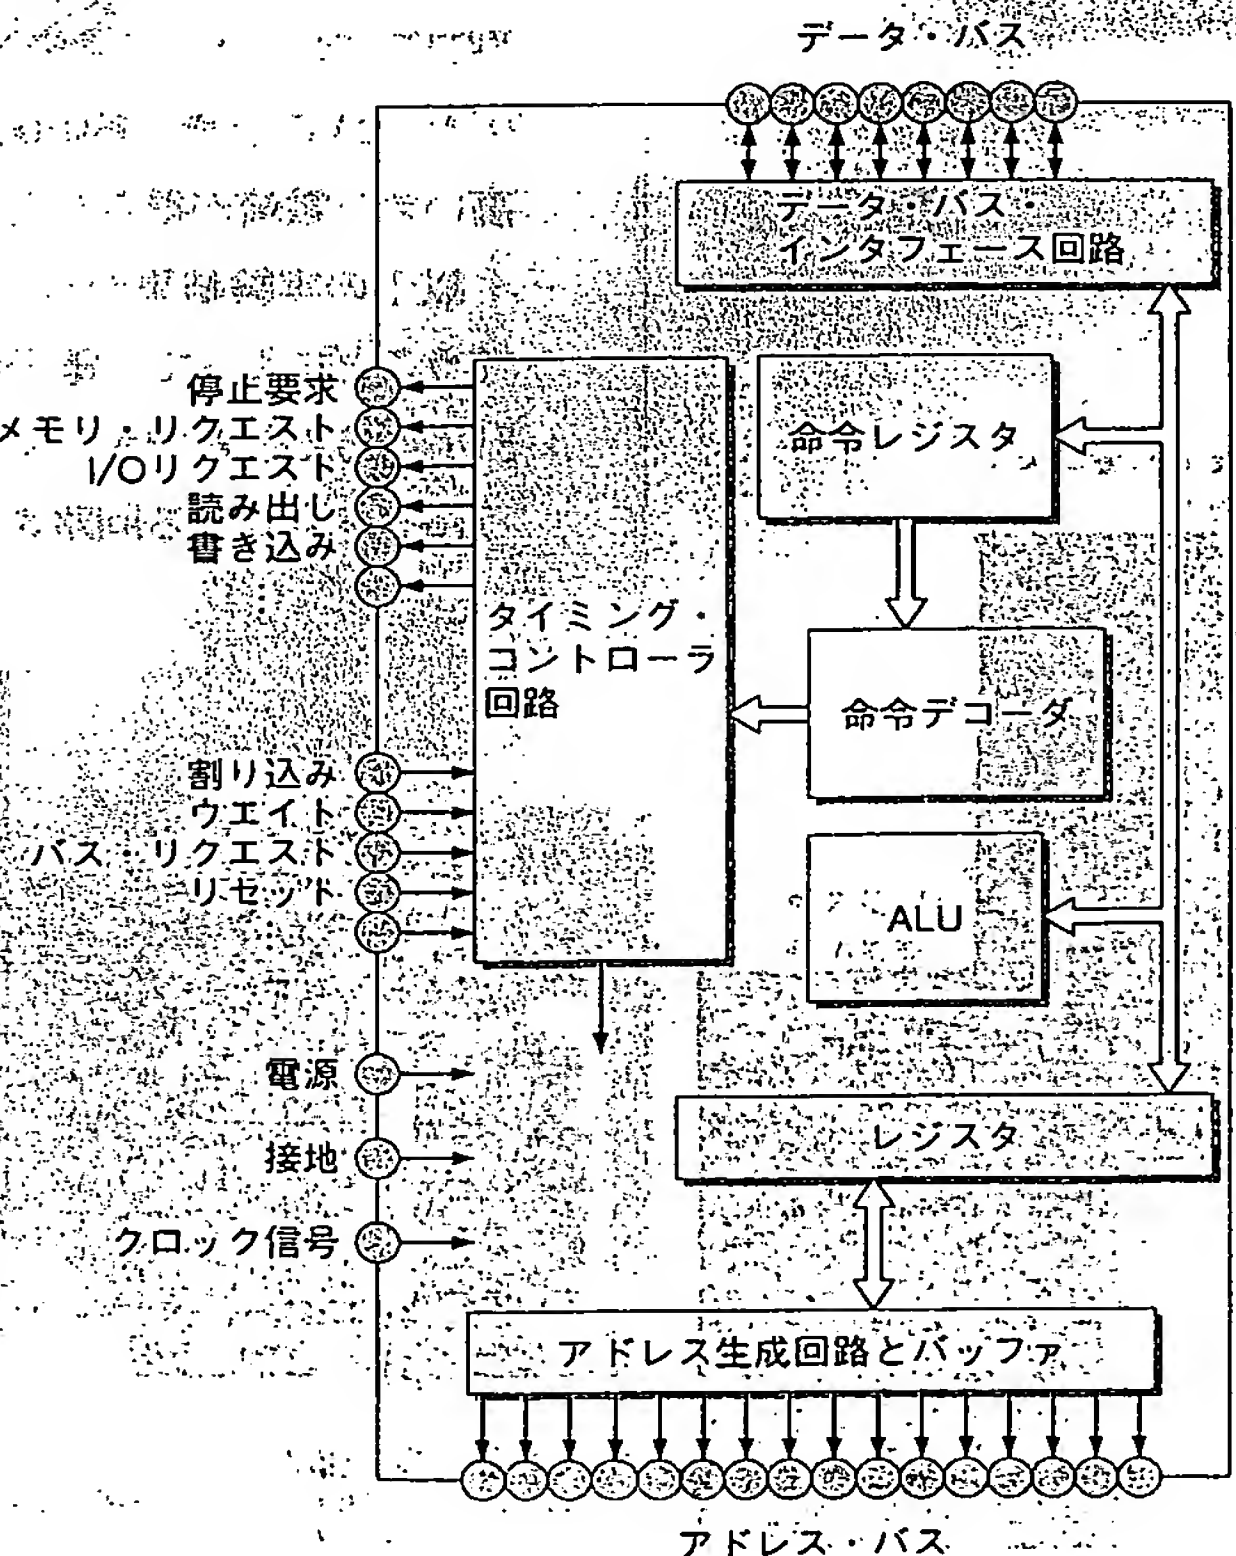 データ・バス
データ・バス・
インタフェース回路
停止要求
メモリ・リクエスト
I/Oリクエスト
読み出し
書き込み
⋮
命令レジスタ
タイミング・
コントローラ
回路
命令デコーダ
割り込み
ウエイト
バス・リクエスト
リセット
⋮
ALU
電源
接地
クロック信号
レジスタ
アドレス生成回路とバッファ
アドレス・バス